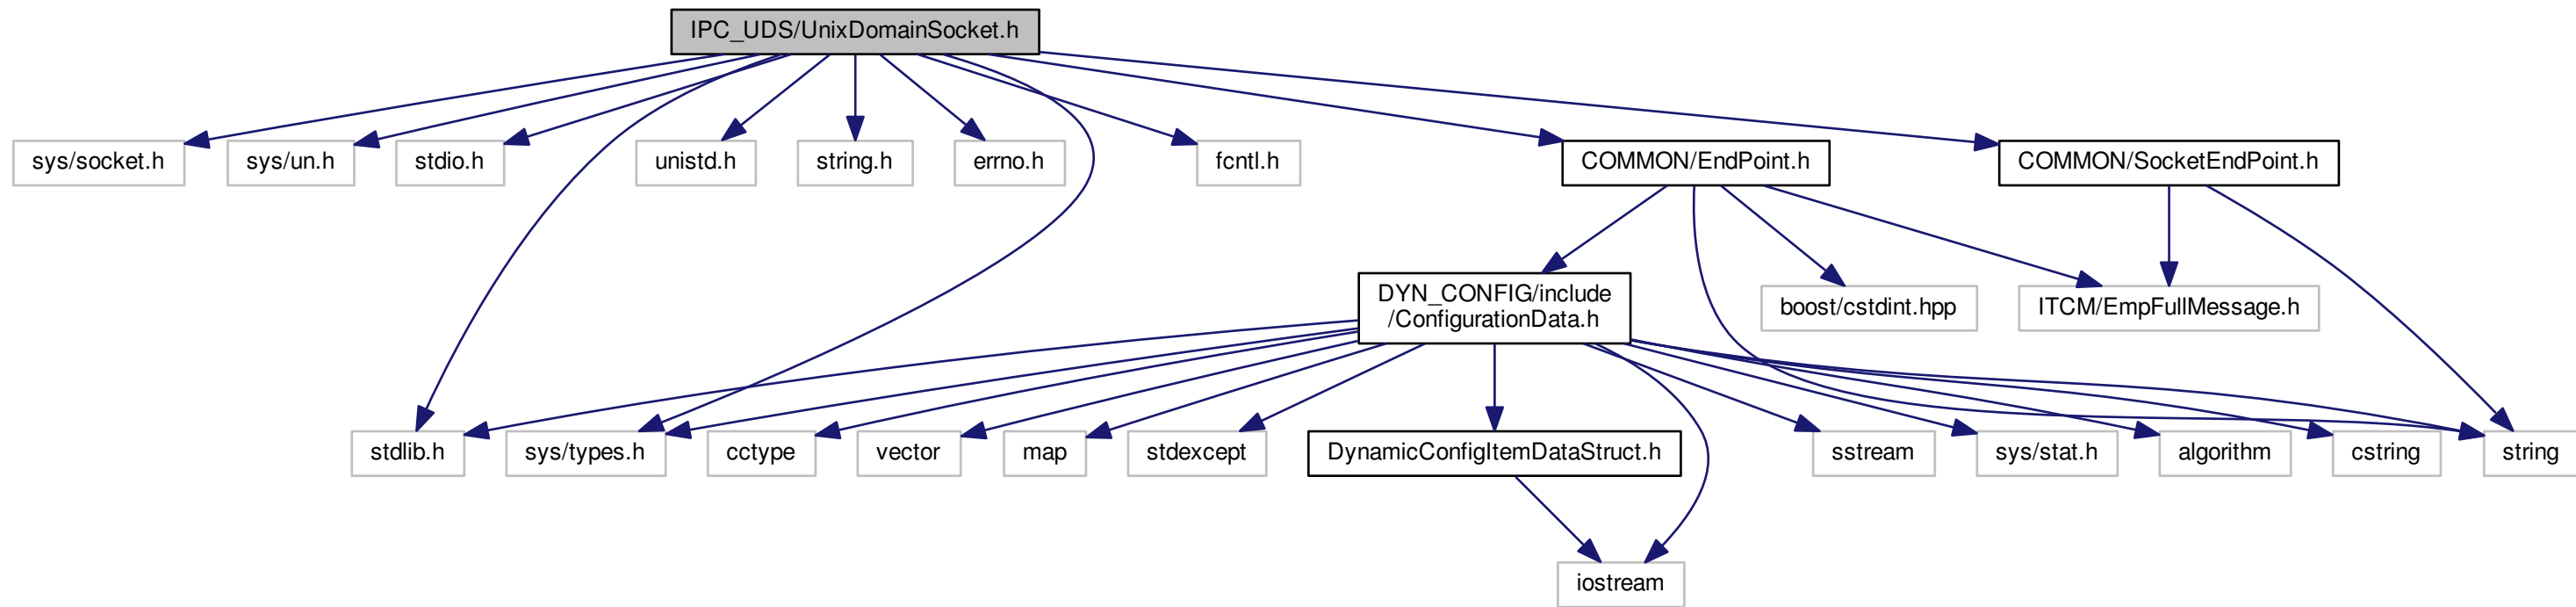 IPC_UDS/UnixDomainSocket.h
sys/socket.h
sys/un.h
stdio.h
unistd.h
string.h
errno.h
fcntl.h
COMMON/EndPoint.h
COMMON/SocketEndPoint.h
DYN_CONFIG/include
/ConfigurationData.h
boost/cstdint.hpp
ITCM/EmpFullMessage.h
stdlib.h
sys/types.h
cctype
vector
map
stdexcept
DynamicConfigItemDataStruct.h
sstream
sys/stat.h
algorithm
cstring
string
iostream